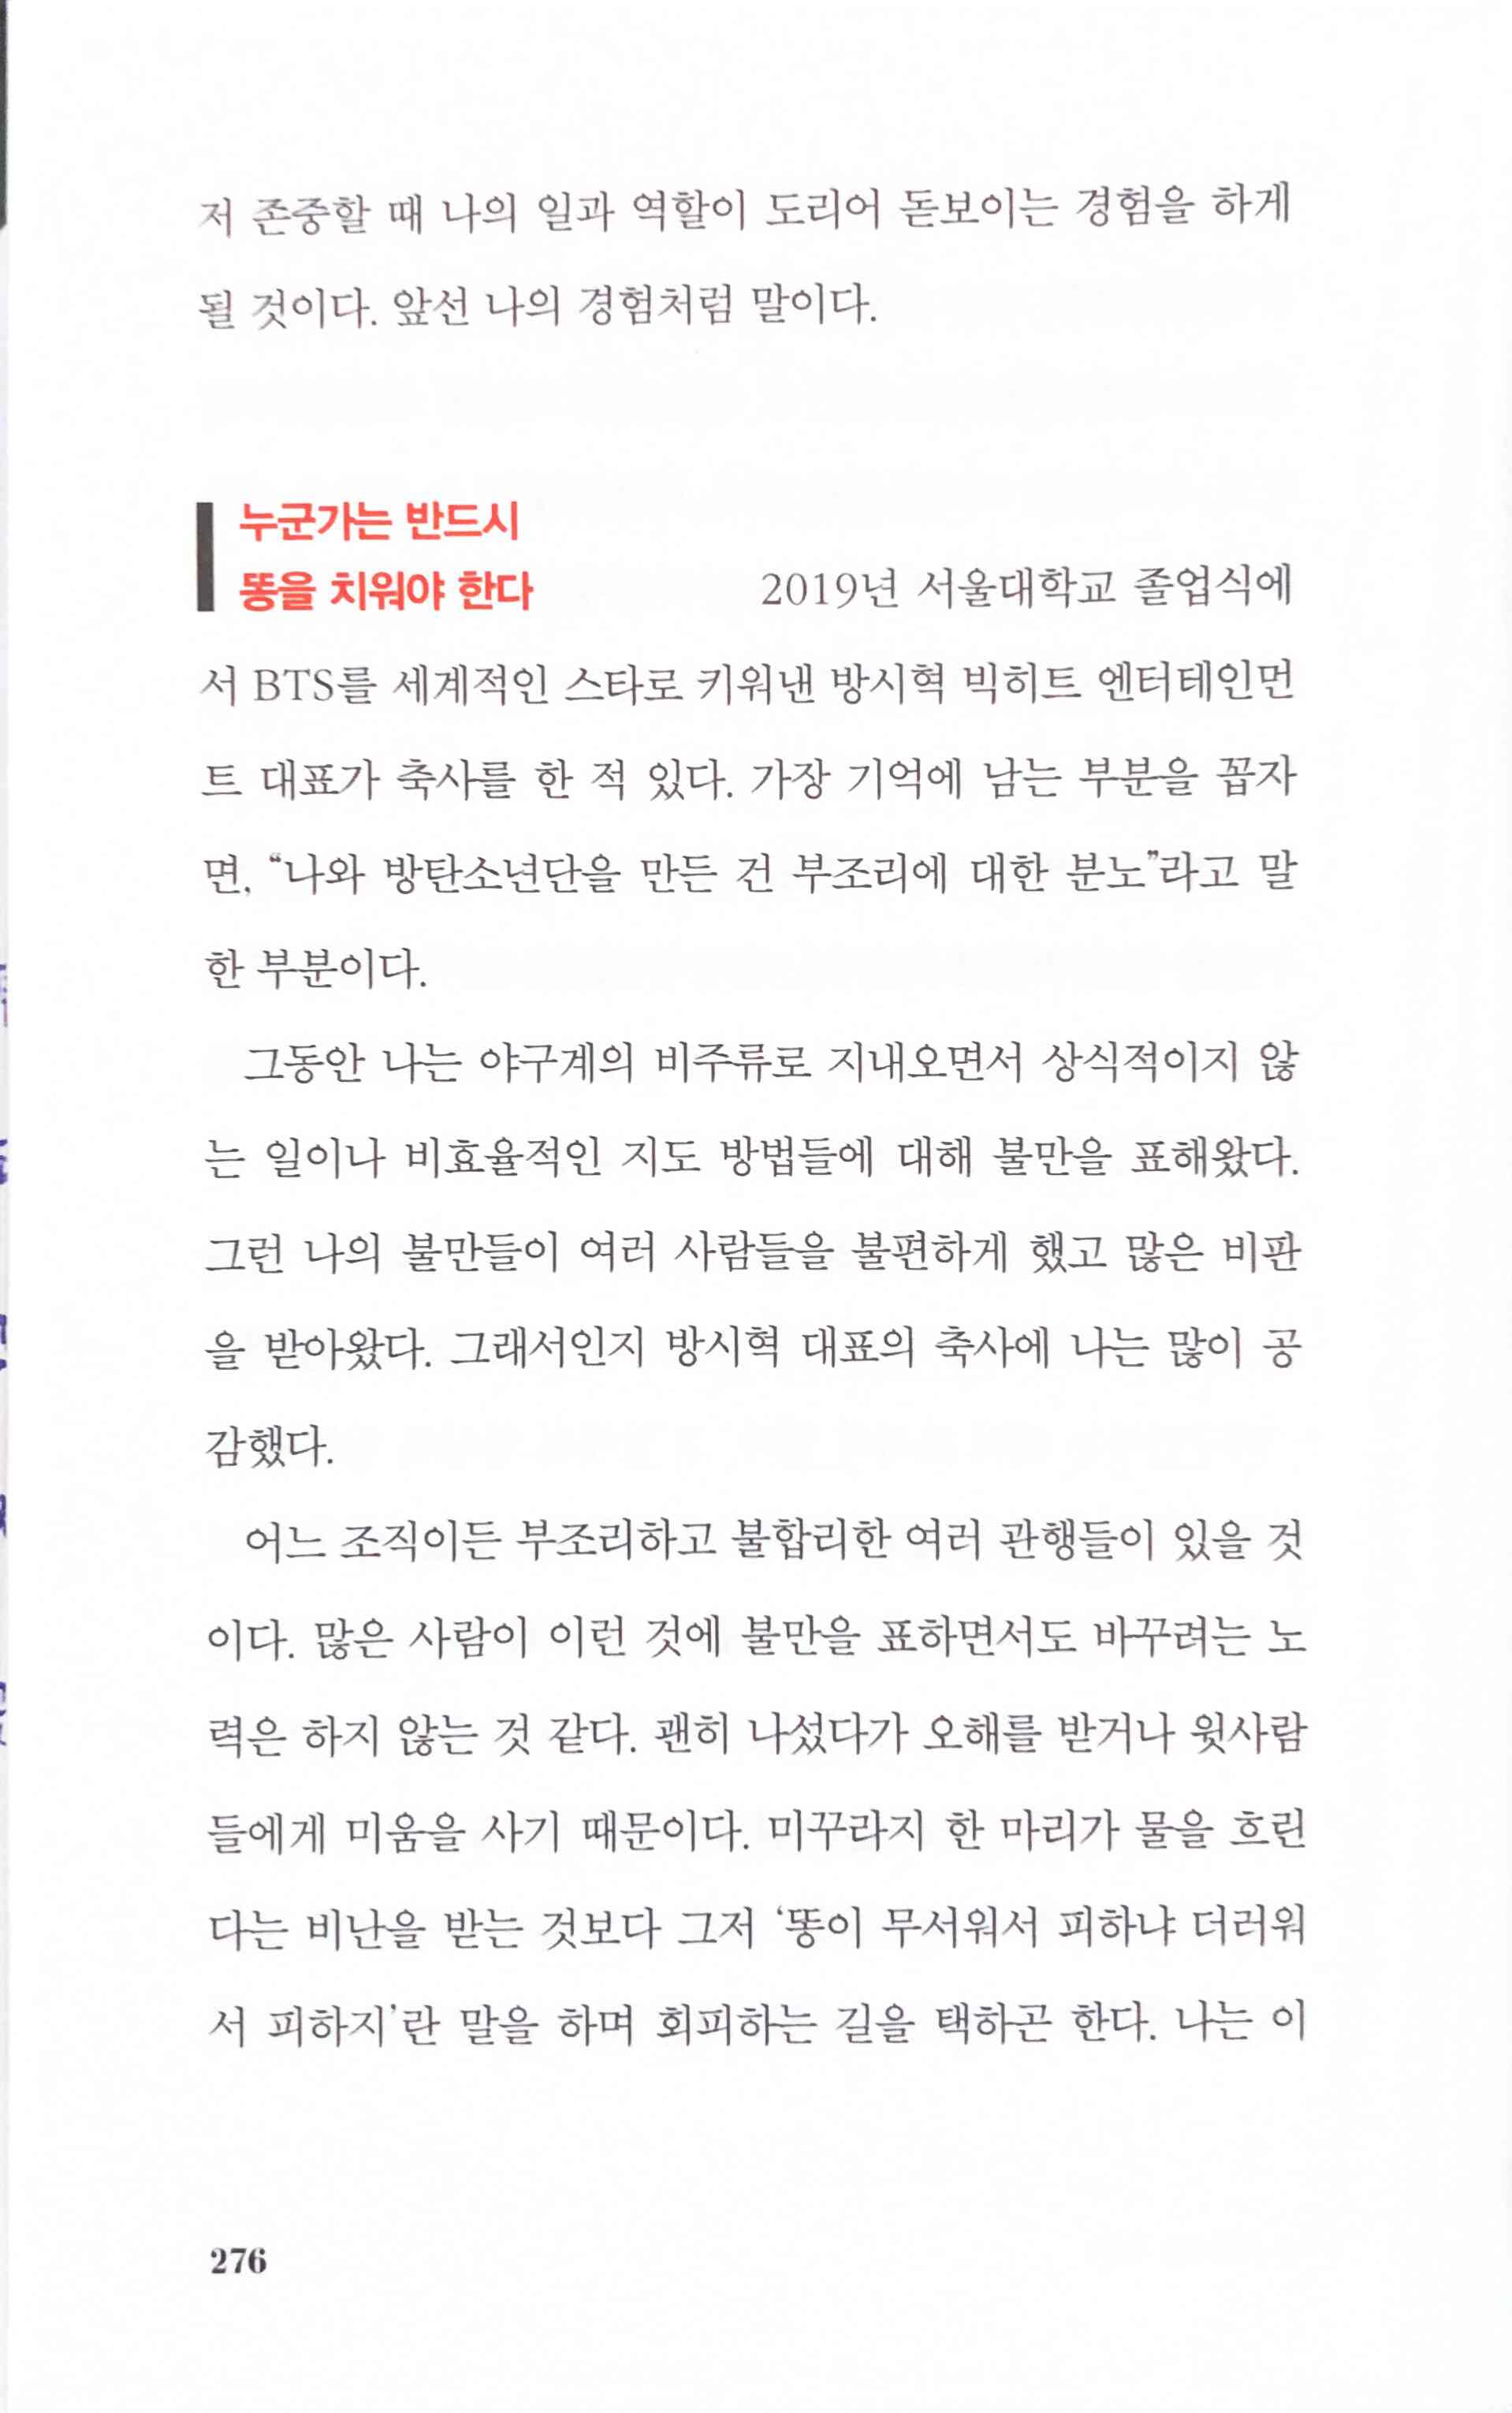 저 존중할 때 나의 일과 역할이 도리어 돋보이는 경험을 하게
될 것이다. 앞선 나의 경험처럼 말이다.
누군가는 반드시
똥을 치워야 한다
2019년 서울대학교 졸업식에
서 BTS를 세계적인 스타로 키워낸 방시혁 빅히트 엔터테인먼
트 대표가 축사를 한 적 있다. 가장 기억에 남는 부분을 꼽자
면, “나와 방탄소년단을 만든 건 부조리에 대한 분노”라고 말
한 부분이다.
그동안 나는 야구계의 비주류로 지내오면서 상식적이지 않
는 일이나 비효율적인 지도 방법들에 대해 불만을 표해왔다.
그런 나의 불만들이 여러 사람들을 불편하게 했고 많은 비판
을 받아왔다. 그래서인지 방시혁 대표의 축사에 나는 많이 공
감했다.
어느 조직이든 부조리하고 불합리한 여러 관행들이 있을 것
이다. 많은 사람이 이런 것에 불만을 표하면서도 바꾸려는 노
력은 하지 않는 것 같다. 괜히 나섰다가 오해를 받거나 윗사람
들에게 미움을 사기 때문이다. 미꾸라지 한 마리가 물을 흐린
다는 비난을 받는 것보다 그저 ‘똥이 무서워서 피하냐 더러워
서 피하지’란 말을 하며 회피하는 길을 택하곤 한다. 나는 이
276